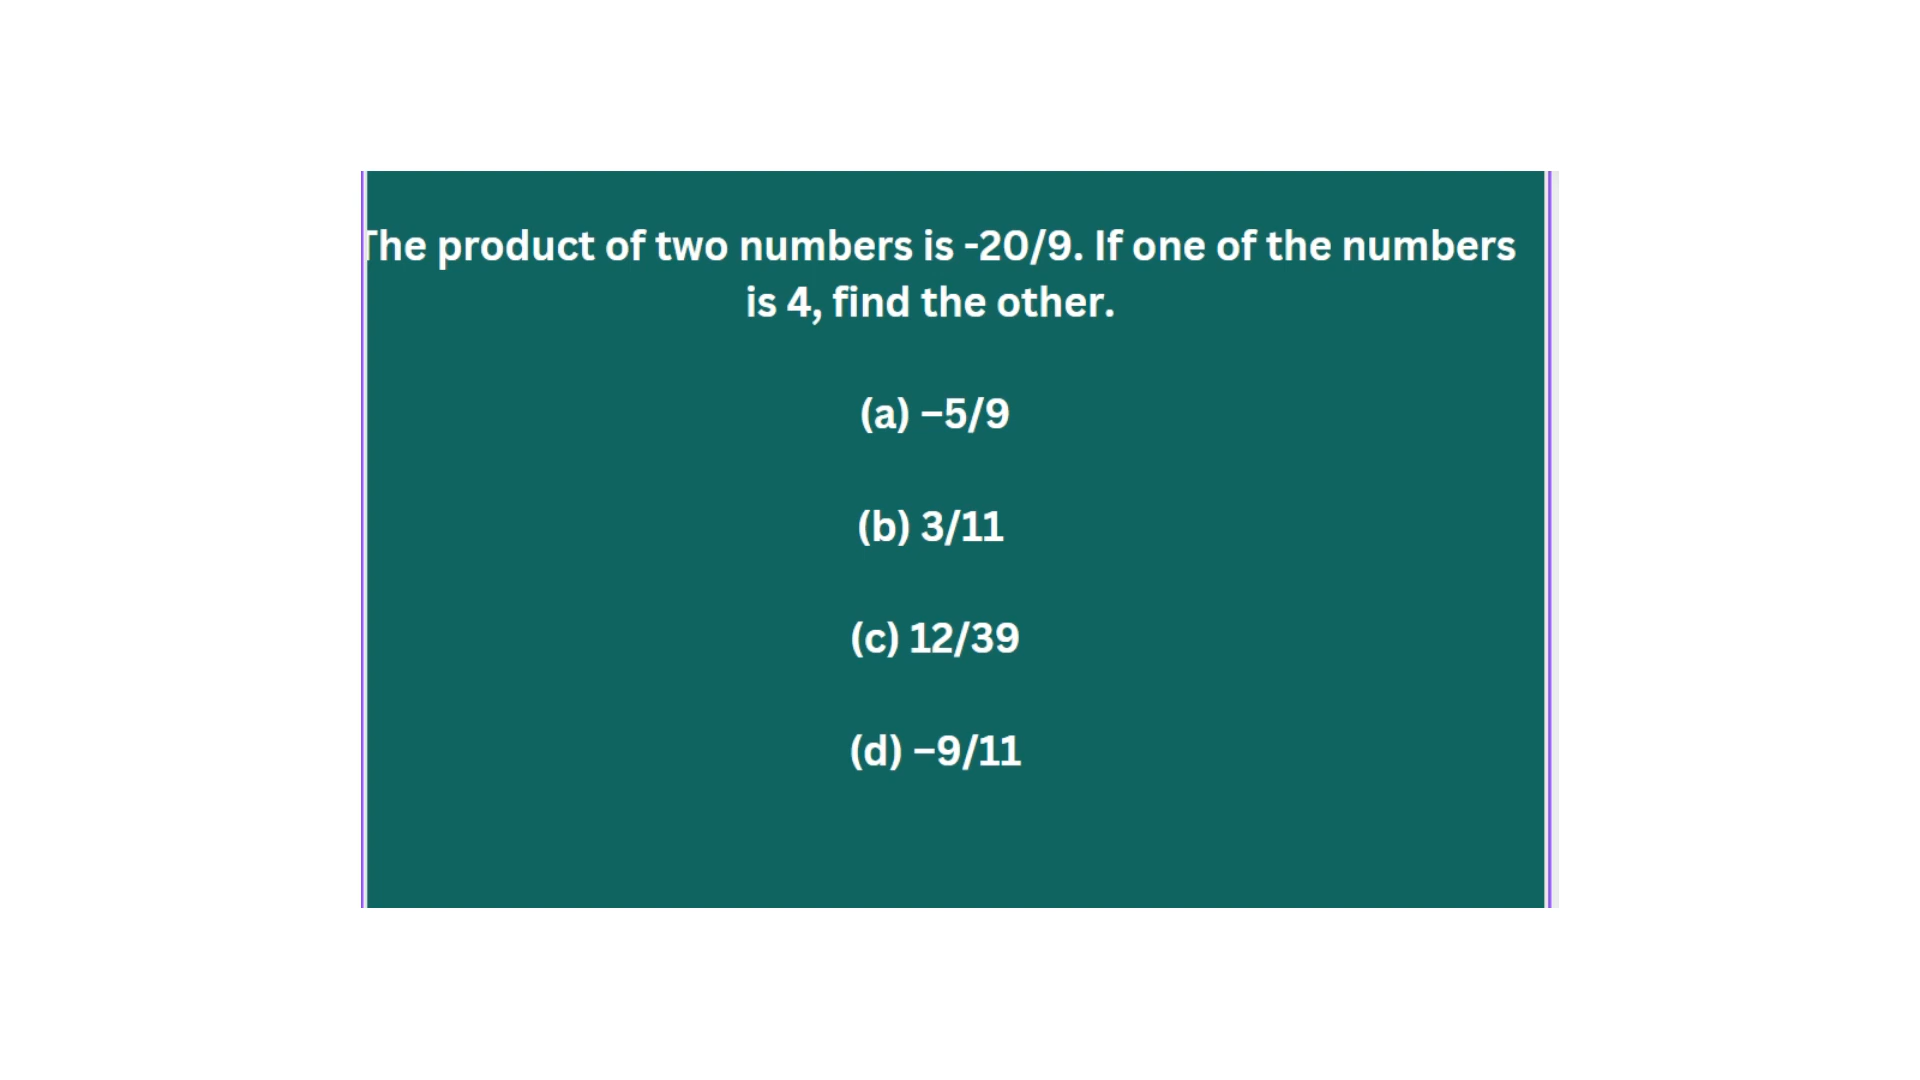 The product of two numbers is -20/9. If one of the numbers
is 4, find the other.
(a) –5/9
(b) 3/11
(c) 12/39
(d) –9/11